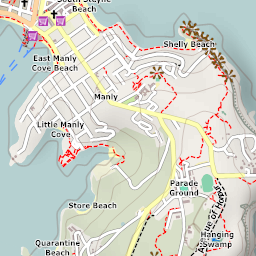 South Steyne
Beach
Shelly Beach
East Manly
Cove Beach
Manly
Little Manly
Cove
Parade
Ground
Avenue of Honour
Store Beach
Hanging
Swamp
Quarantine
Beach